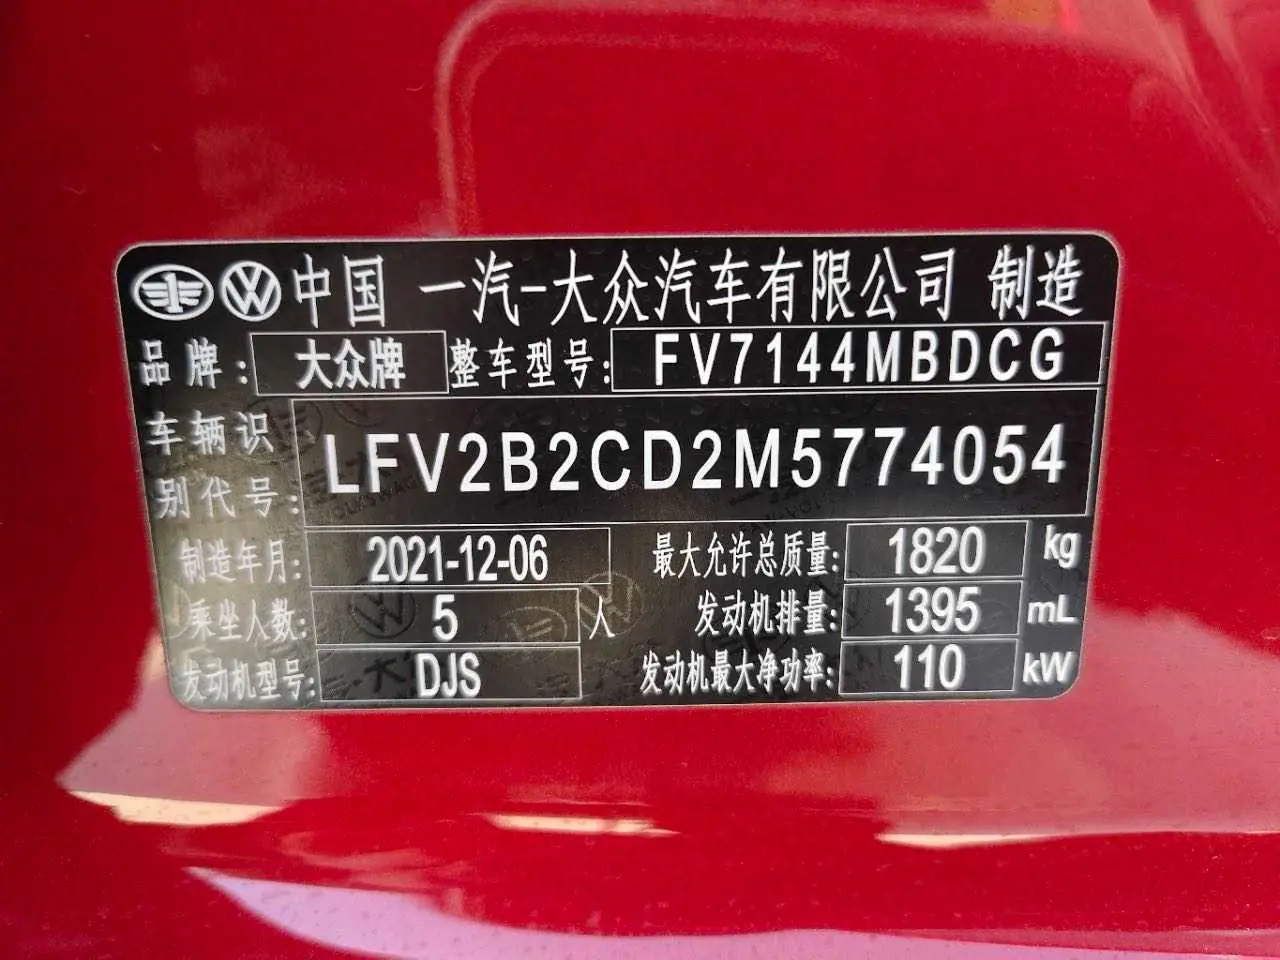 中国 一汽-大众汽车有限公司 制造
品牌: 大众牌 整车型号: FV7144MBDCG
车辆识别代号: LFV2B2CD2M5774054
制造年月: 2021-12-06 最大允许总质量: 1820 kg
乘坐人数: 5 人 发动机排量: 1395 mL
发动机型号: DJS 发动机最大净功率: 110 kW